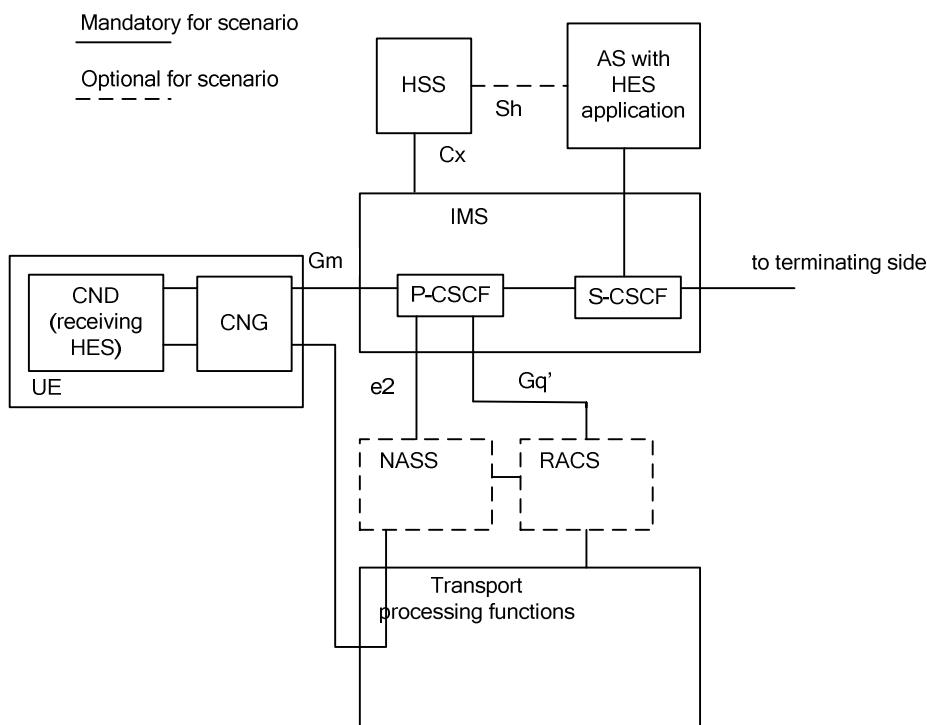 Mandatory for scenario
Optional for scenario
HSS
Sh
AS with
HES
application
Cx
IMS
Gm
to terminating side
CND
(receiving
HES)
CNG
P-CSCF
S-CSCF
UE
e2
Gq’
NASS
RACS
Transport
processing functions